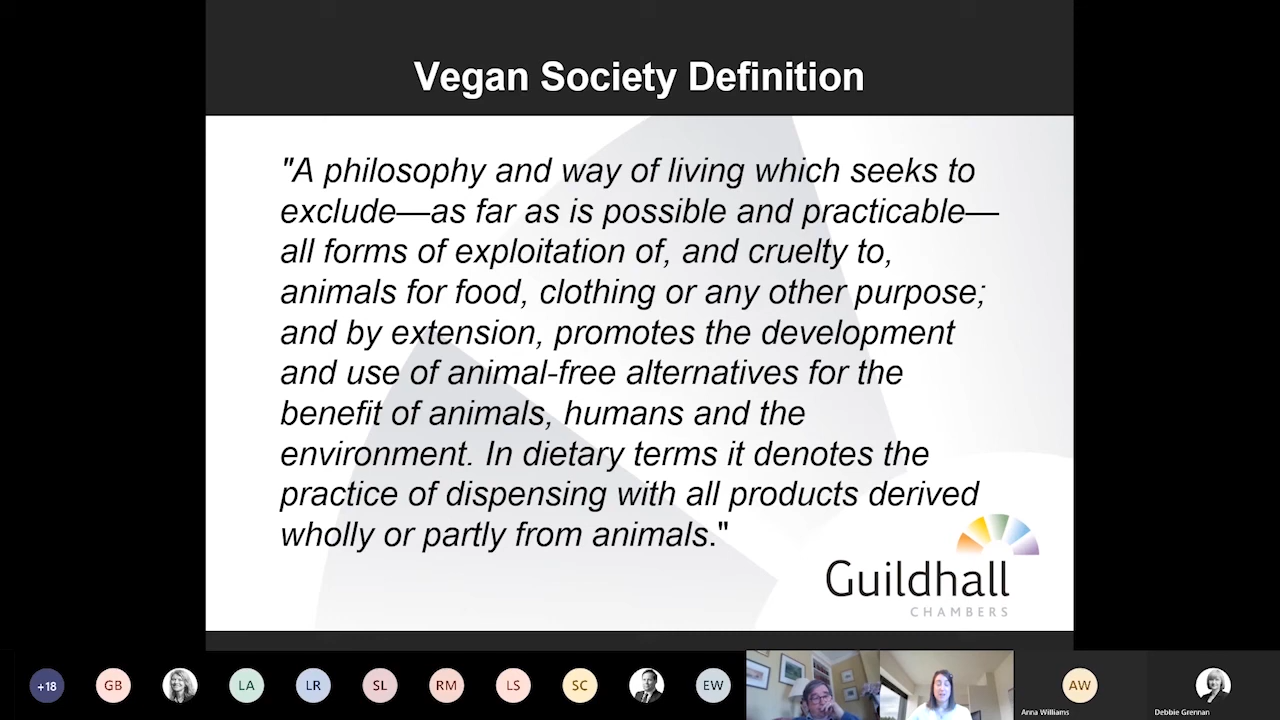 Vegan Society Definition
"A philosophy and way of living which seeks to
exclude—as far as is possible and practicable—
all forms of exploitation of, and cruelty to,
animals for food, clothing or any other purpose;
and by extension, promotes the development
and use of animal-free alternatives for the
benefit of animals, humans and the
environment. In dietary terms it denotes the
practice of dispensing with all products derived
wholly or partly from animals."
Guildhall
CHAMBERS
+18
GB
LA
LR
SL
RM
LS
SC
EW
AW
Anna Williams
Debbie Grennan